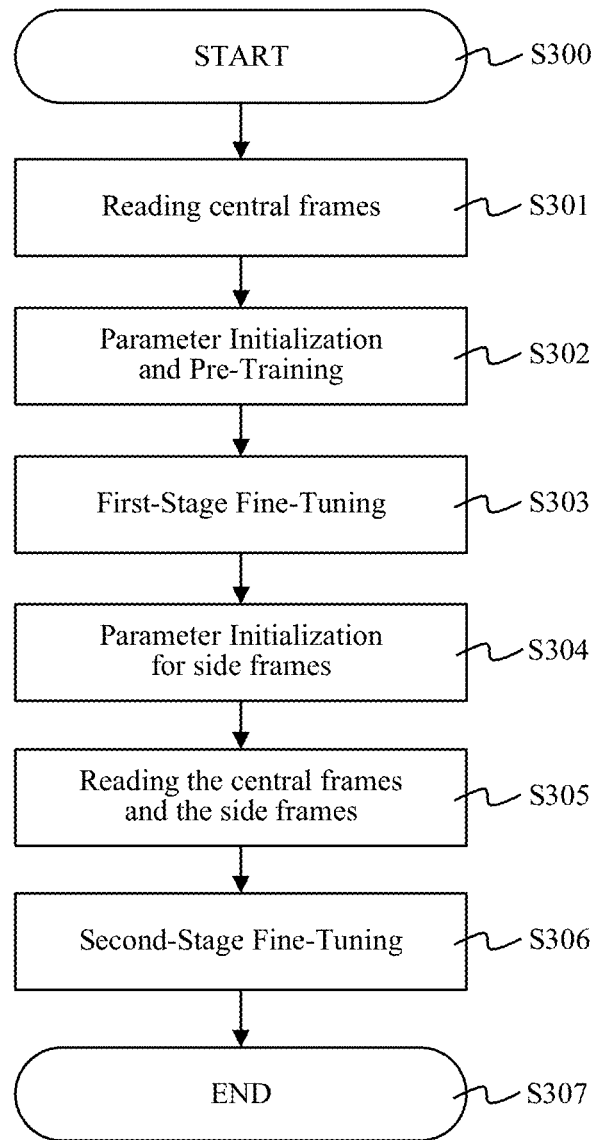 START
S300
Reading central frames
S301
Parameter Initialization
and Pre-Training
S302
First-Stage Fine-Tuning
S303
Parameter Initialization
for side frames
S304
Reading the central frames
and the side frames
S305
Second-Stage Fine-Tuning
S306
END
S307